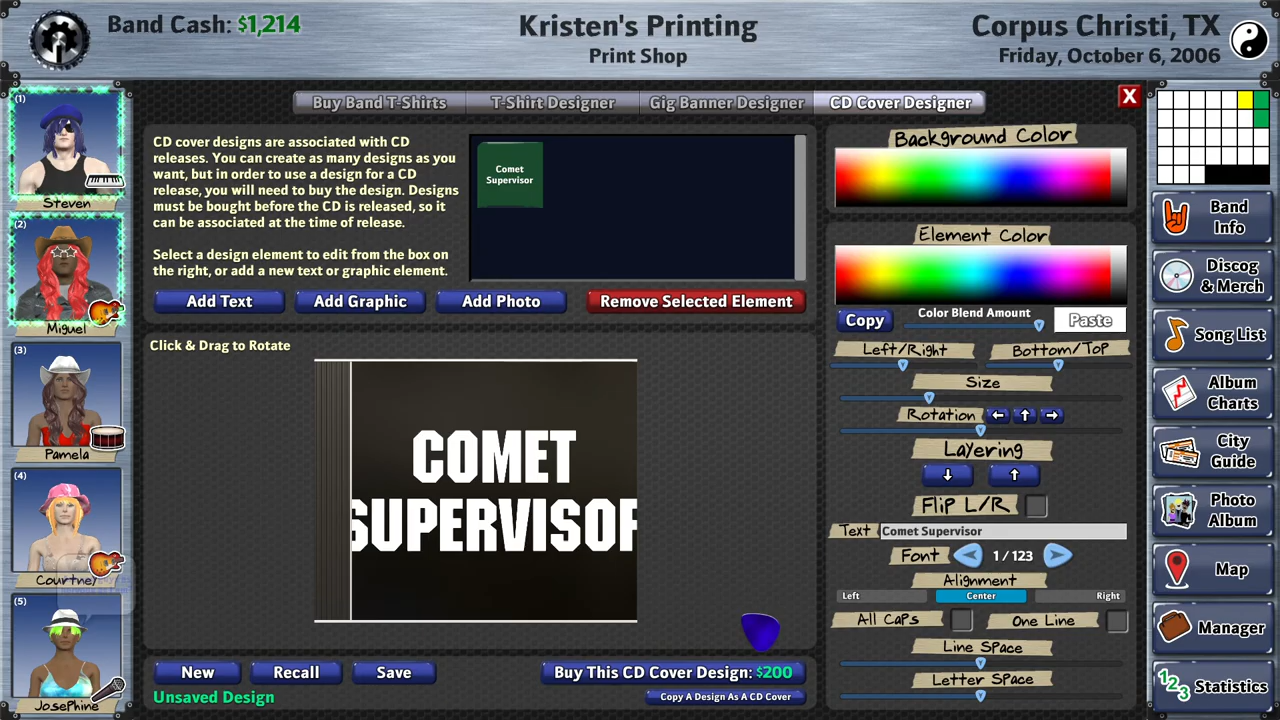 Band Cash: $1,214
Kristen's Printing
Print Shop
Corpus Christi, TX
Friday, October 6, 2006
Buy Band T-Shirts
T-Shirt Designer
Gig Banner Designer
CD Cover Designer
X
(1)
Steven
(2)
Miguel
(3)
Pamela
(4)
Courtney
(5)
Josephine
CD cover designs are associated with CD
releases. You can create as many designs as you
want, but in order to use a design for a CD
release, you will need to buy the design. Designs
must be bought before the CD is released, so it
can be associated at the time of release.
Select a design element to edit from the box on
the right, or add a new text or graphic element.
Comet
Supervisor
Add Text
Add Graphic
Add Photo
Remove Selected Element
Click & Drag to Rotate
COMET
SUPERVISOR
New
Recall
Save
Buy This CD Cover Design: $200
Unsaved Design
Copy A Design As A CD Cover
Background Color
Element Color
Copy
Color Blend Amount
Paste
Left/Right
Bottom/Top
Size
Rotation
Layering
Flip L/R
Text
Comet Supervisor
Font
1 / 123
Alignment
Left
Center
Right
All Caps
One Line
Line Space
Letter Space
Band
Info
Discog
& Merch
Song List
Album
Charts
City
Guide
Photo
Album
Map
Manager
123
Statistics